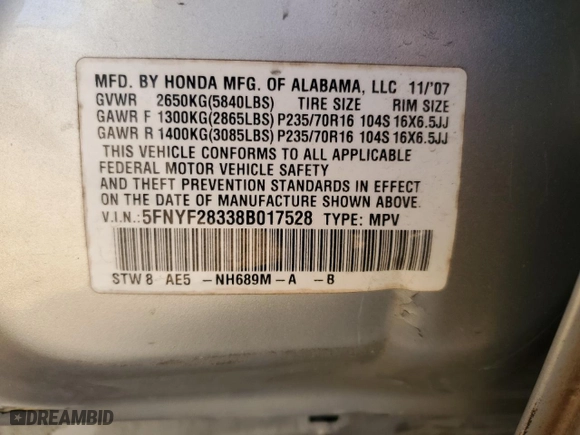 MFD. BY HONDA MFG. OF ALABAMA, LLC 11/'07
GVWR 2650KG(5840LBS) TIRE SIZE RIM SIZE
GAWR F 1300KG(2865LBS) P235/70R16 104S 16X6.5JJ
GAWR R 1400KG(3085LBS) P235/70R16 104S 16X6.5JJ
THIS VEHICLE CONFORMS TO ALL APPLICABLE
FEDERAL MOTOR VEHICLE SAFETY
AND THEFT PREVENTION STANDARDS IN EFFECT
ON THE DATE OF MANUFACTURE SHOWN ABOVE.
V.I.N.:5FNYF28338B017528 TYPE: MPV
STW 8 AE5 -NH689M-A -B
DREAMBID